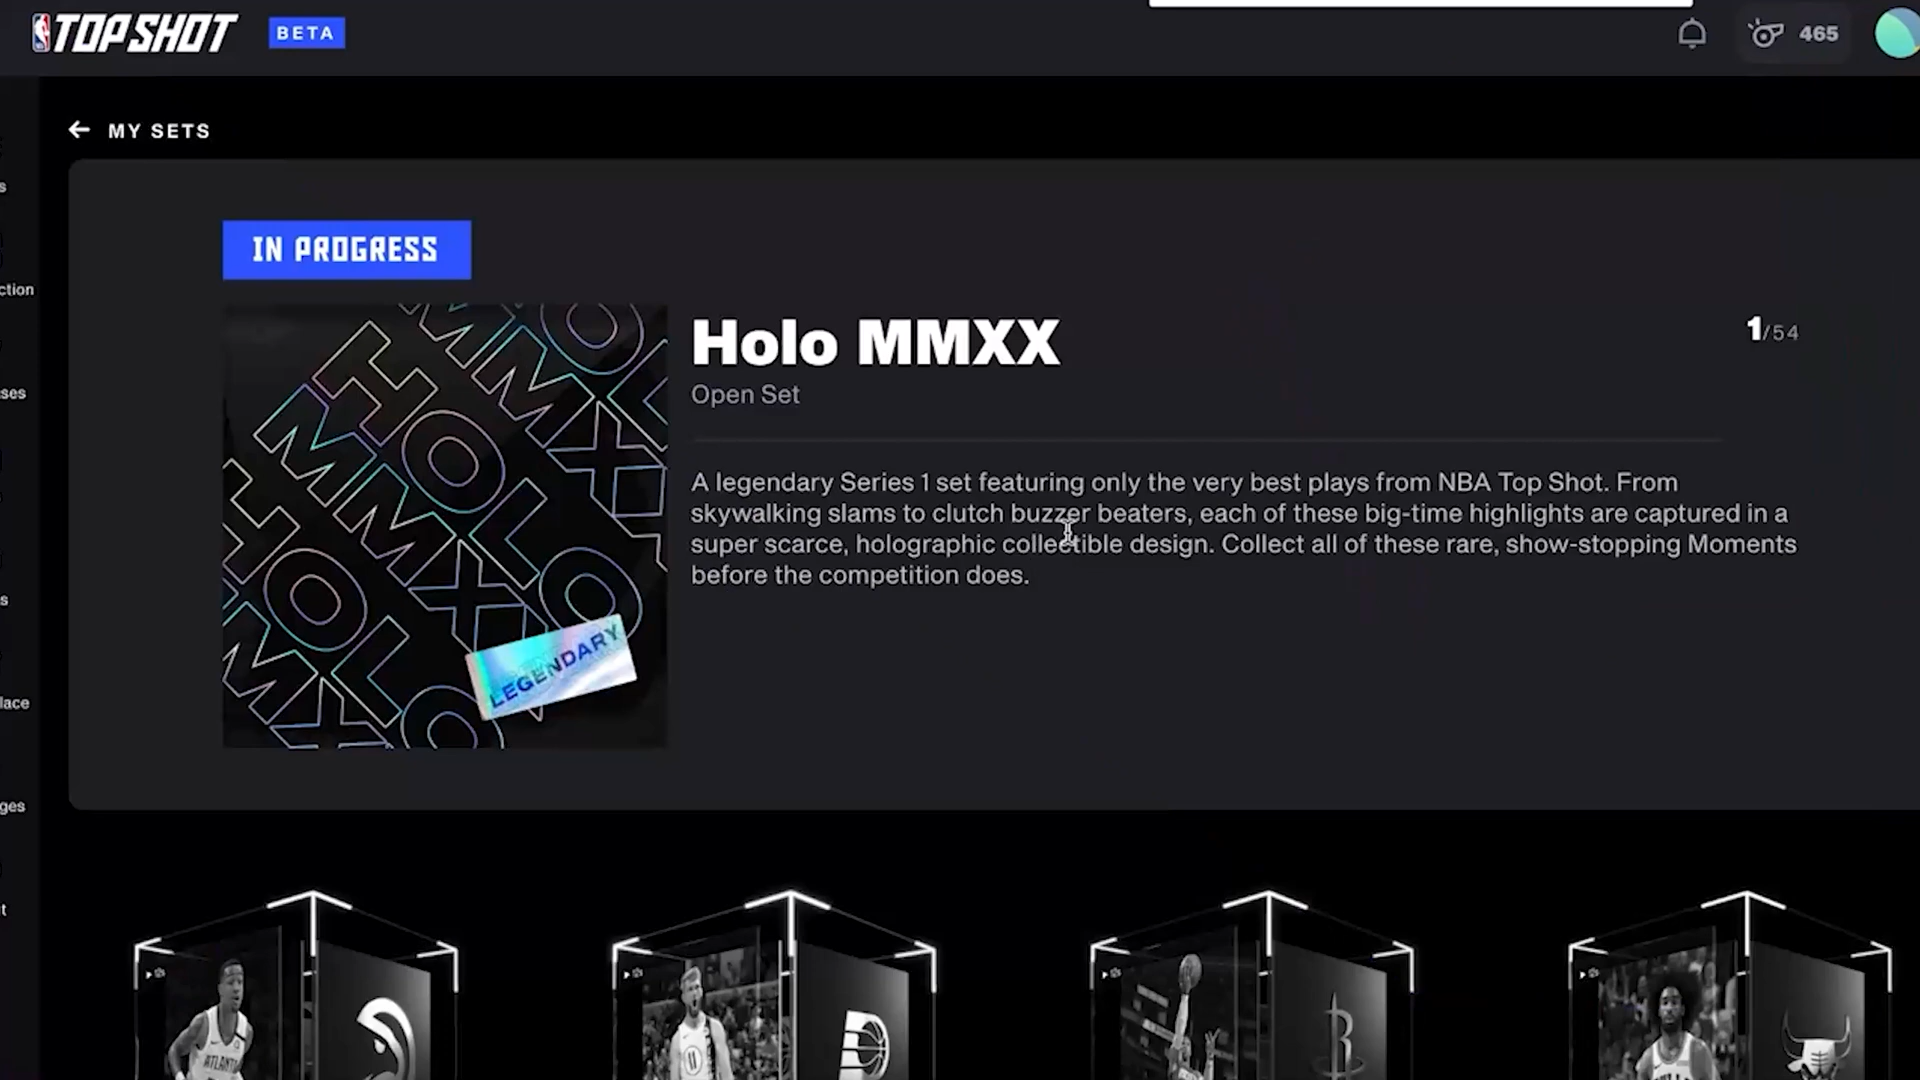 TOP SHOT BETA
465
MY SETS
s
ction
ses
s
lace
ges
t
IN PROGRESS
HOLO MMXX
LEGENDARY
Holo MMXX
1/54
Open Set
A legendary Series 1 set featuring only the very best plays from NBA Top Shot. From
skywalking slams to clutch buzzer beaters, each of these big-time highlights are captured in a
super scarce, holographic collectible design. Collect all of these rare, show-stopping Moments
before the competition does.
ATLANTA
11